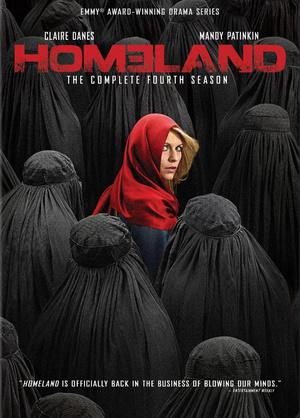 EMMY® AWARD-WINNING DRAMA SERIES
CLAIRE DANES MANDY PATINKIN
HOMELAND
THE COMPLETE FOURTH SEASON
"HOMELAND IS OFFICIALLY BACK IN THE BUSINESS OF BLOWING OUR MINDS."
– ENTERTAINMENT WEEKLY